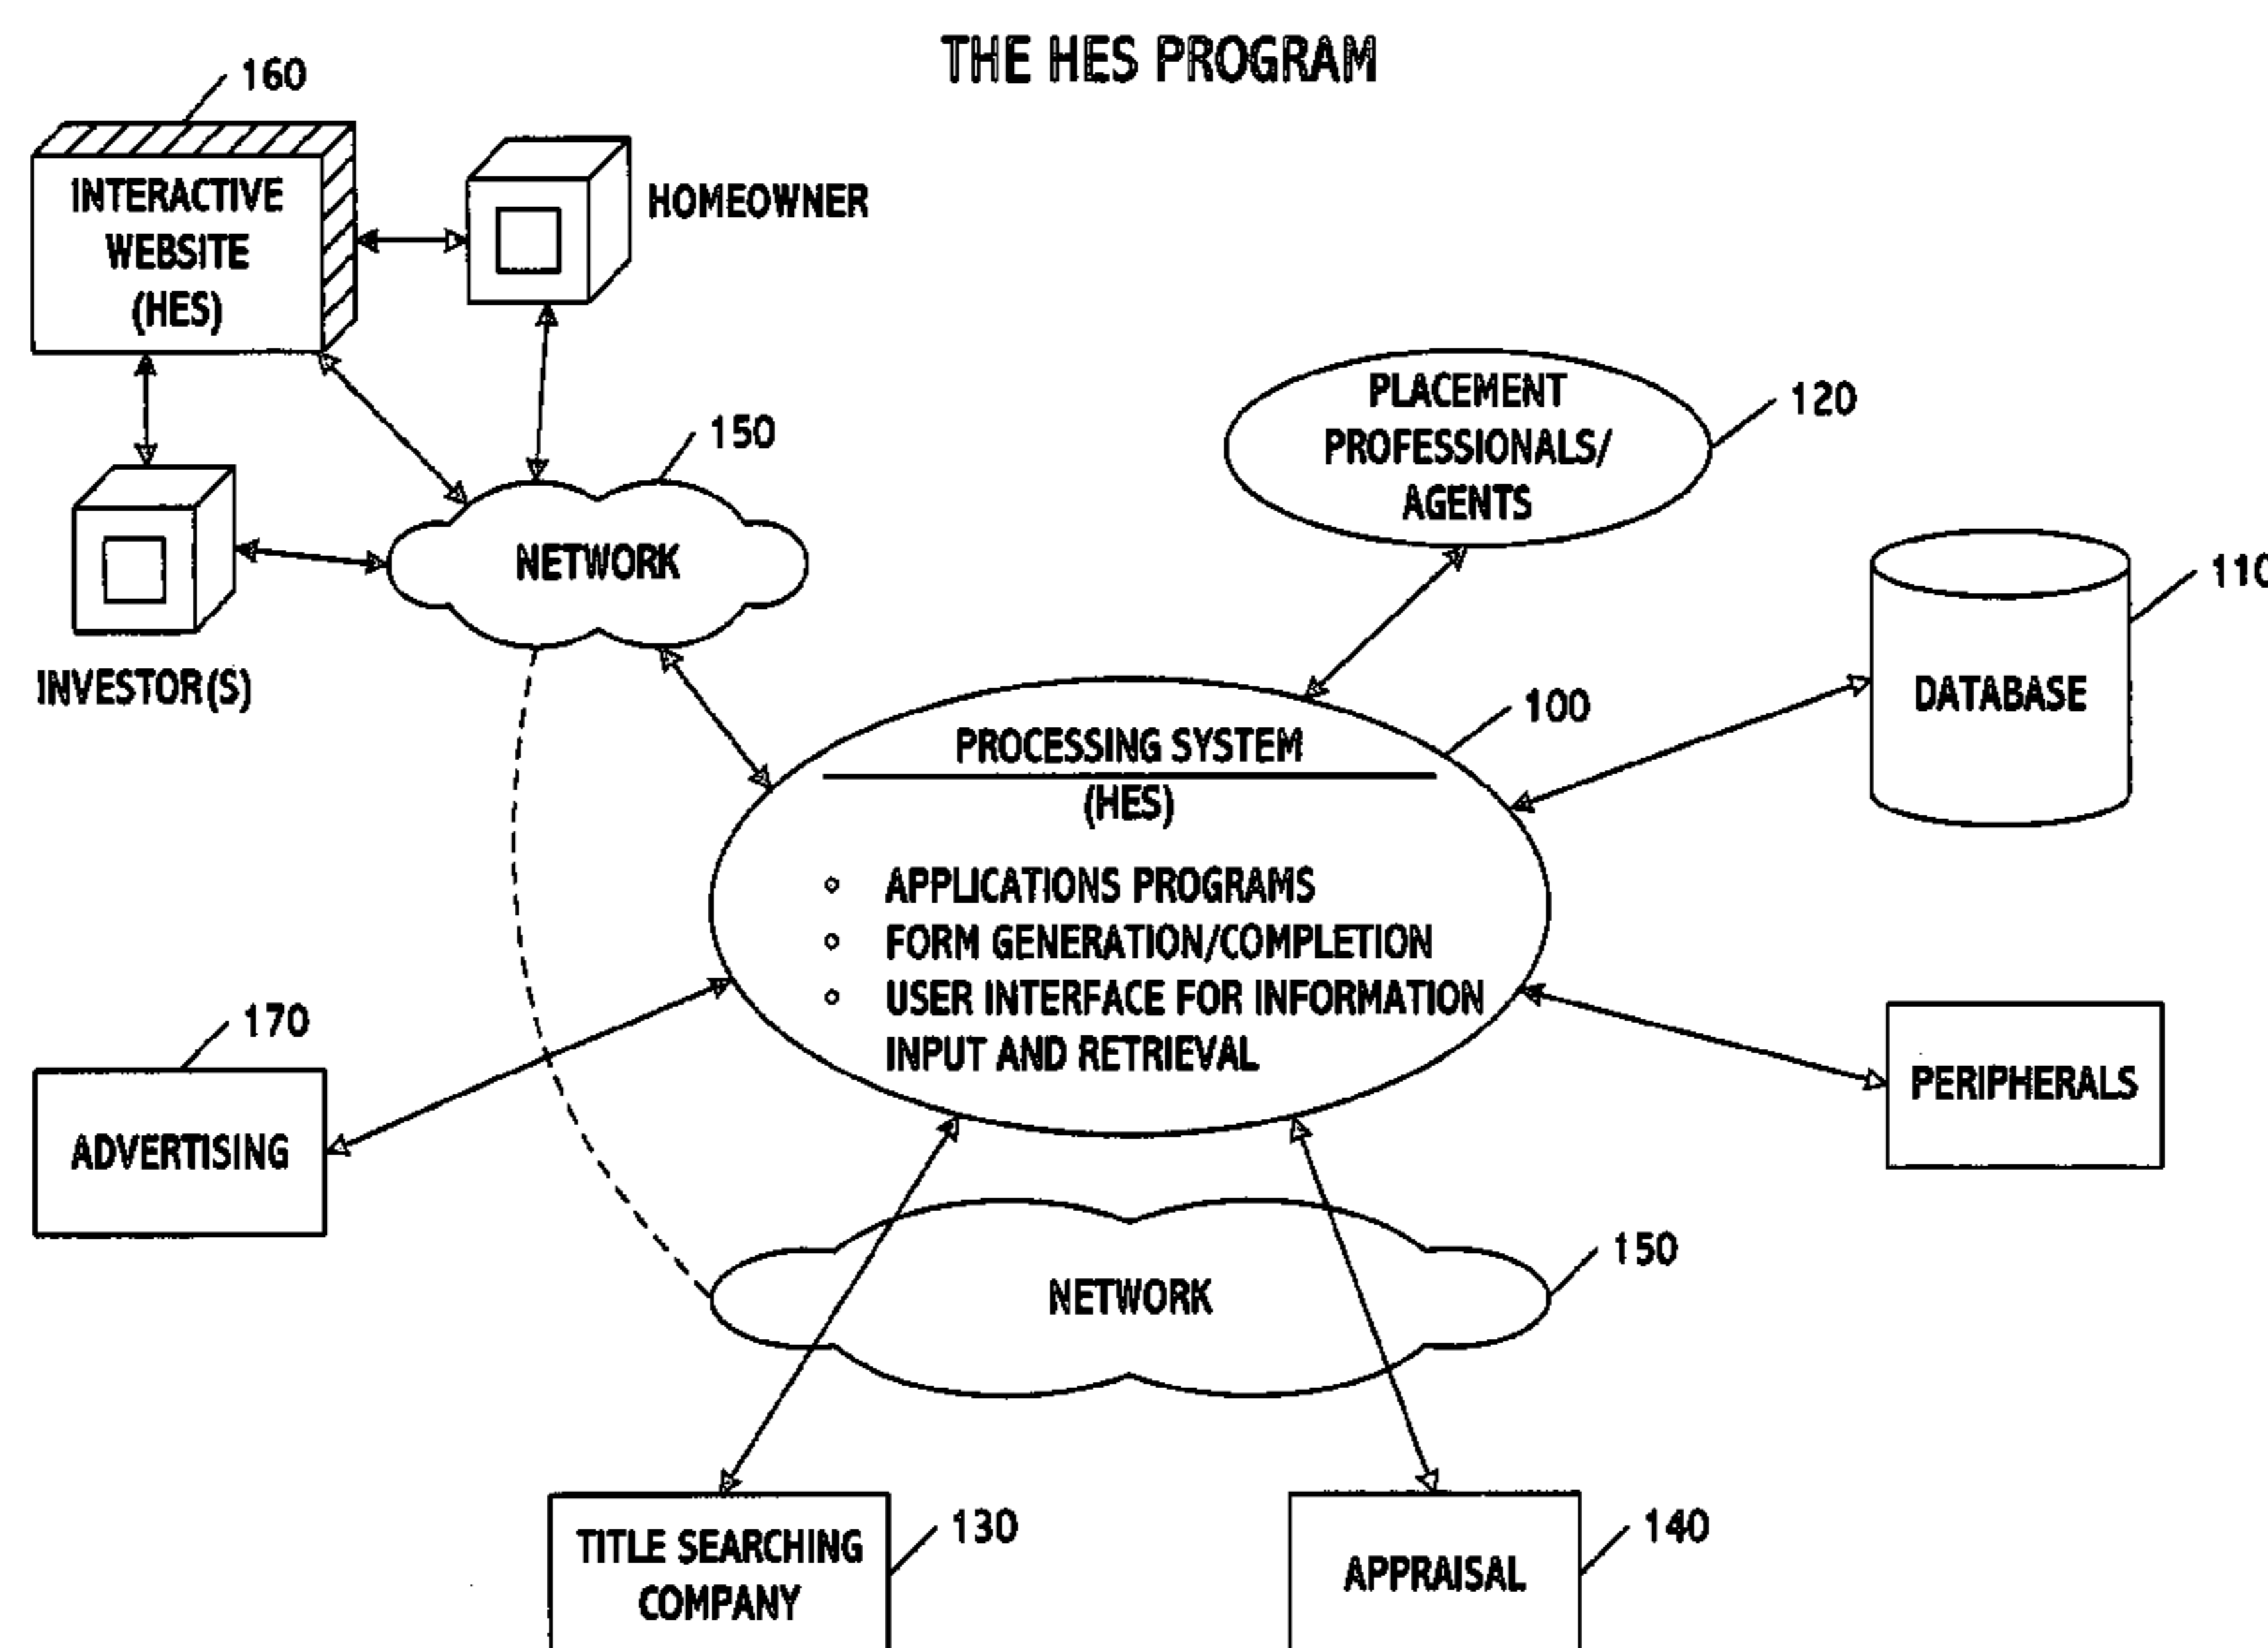 THE HES PROGRAM
160
INTERACTIVE
WEBSITE
(HES)
HOMEOWNER
150
NETWORK
INVESTOR(S)
PLACEMENT
PROFESSIONALS/
AGENTS
120
110
DATABASE
100
PROCESSING SYSTEM
(HES)
○ APPLICATIONS PROGRAMS
○ FORM GENERATION/COMPLETION
○ USER INTERFACE FOR INFORMATION
INPUT AND RETRIEVAL
170
ADVERTISING
PERIPHERALS
150
NETWORK
130
TITLE SEARCHING
COMPANY
140
APPRAISAL